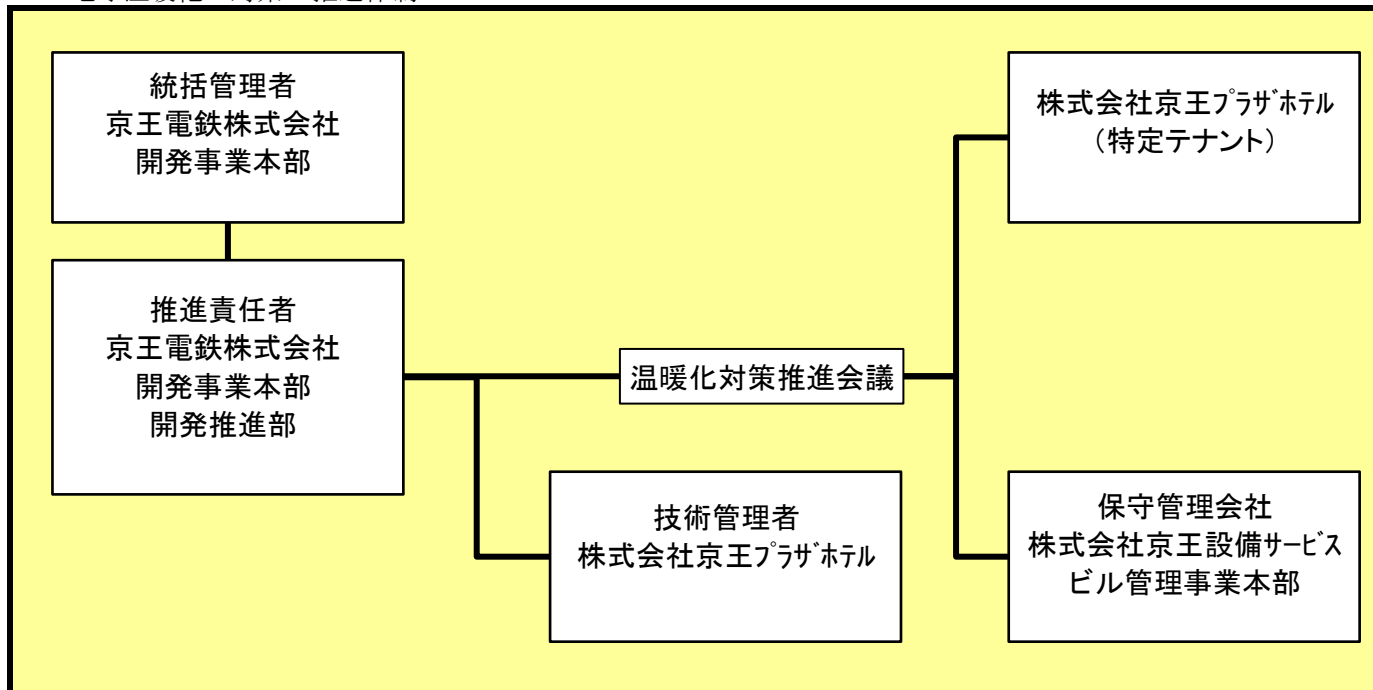 統括管理者
京王電鉄株式会社
開発事業本部
推進責任者
京王電鉄株式会社
開発事業本部
開発推進部
温暖化対策推進会議
技術管理者
株式会社京王ﾌﾟﾗｻﾞﾎﾃﾙ
株式会社京王ﾌﾟﾗｻﾞﾎﾃﾙ
（特定テナント）
保守管理会社
株式会社京王設備ｻｰﾋﾞｽ
ビル管理事業本部